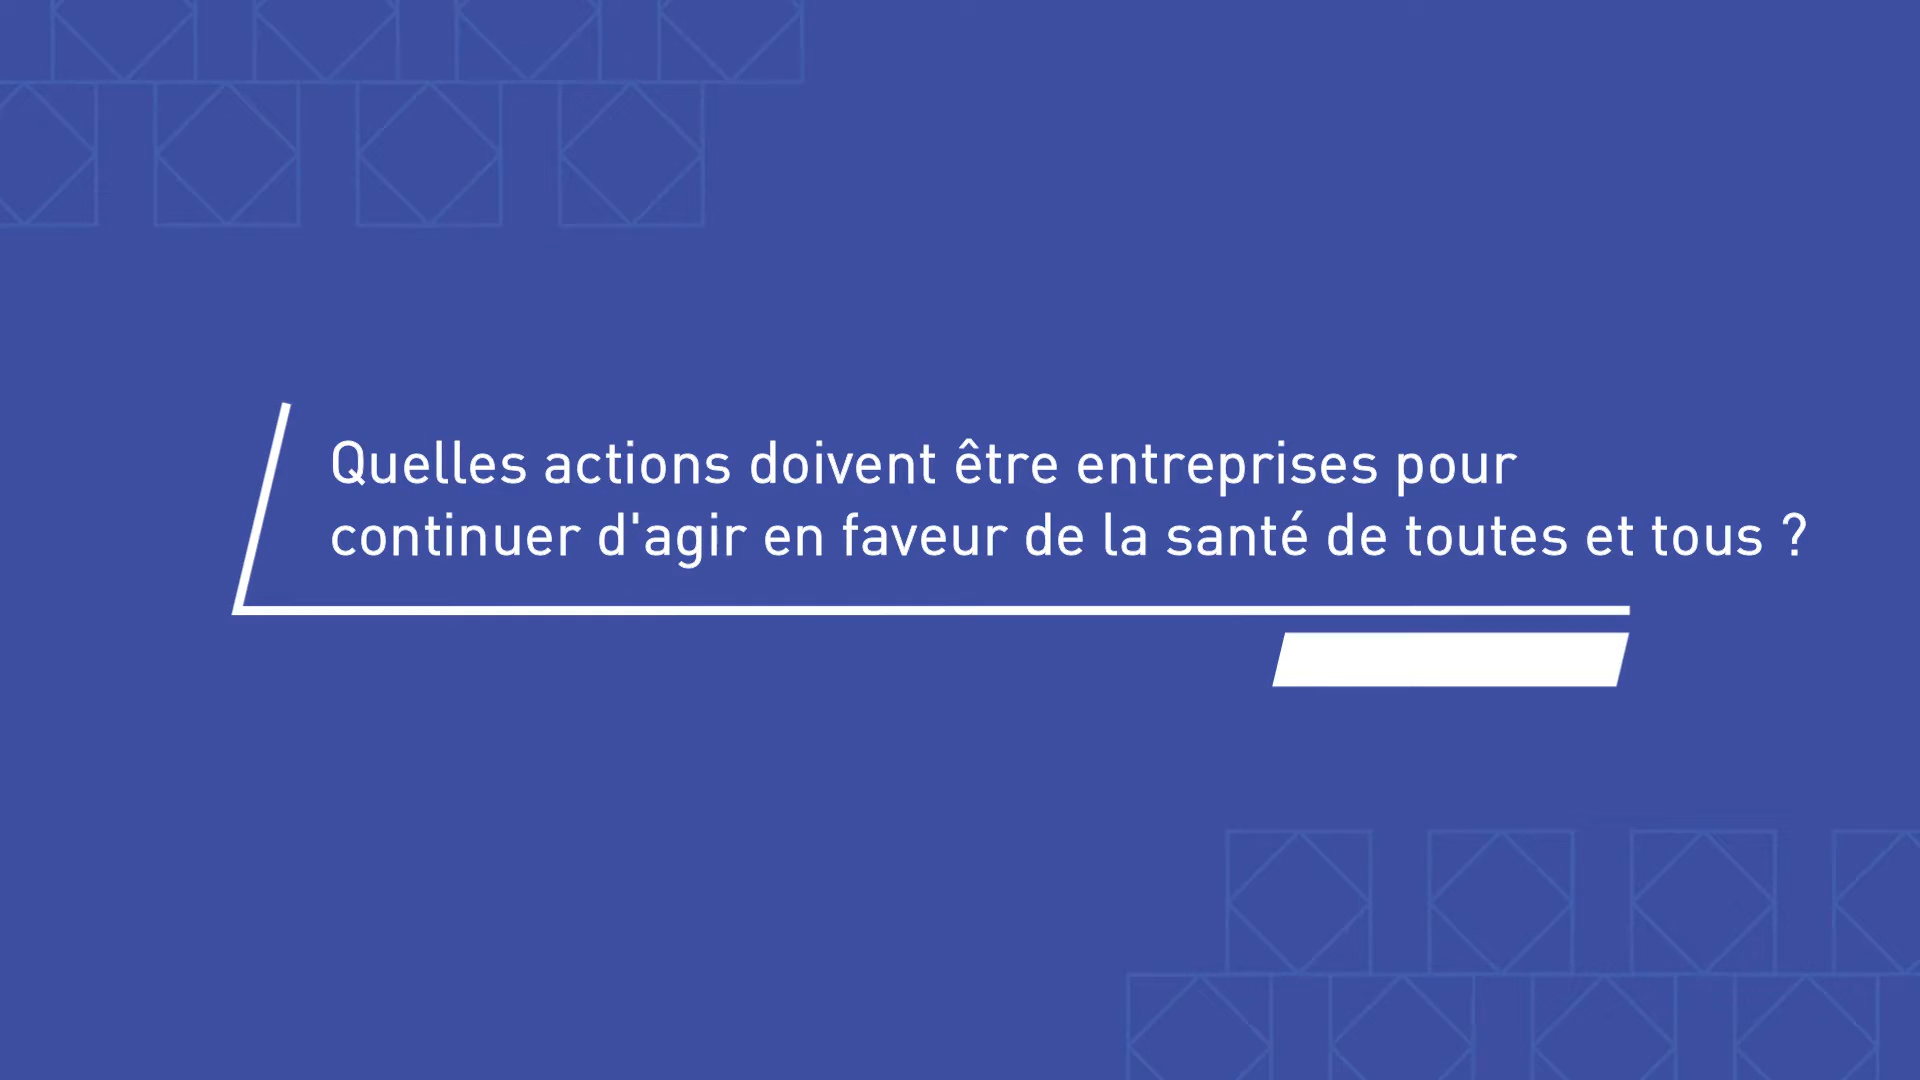 Quelles actions doivent être entreprises pour
continuer d'agir en faveur de la santé de toutes et tous ?